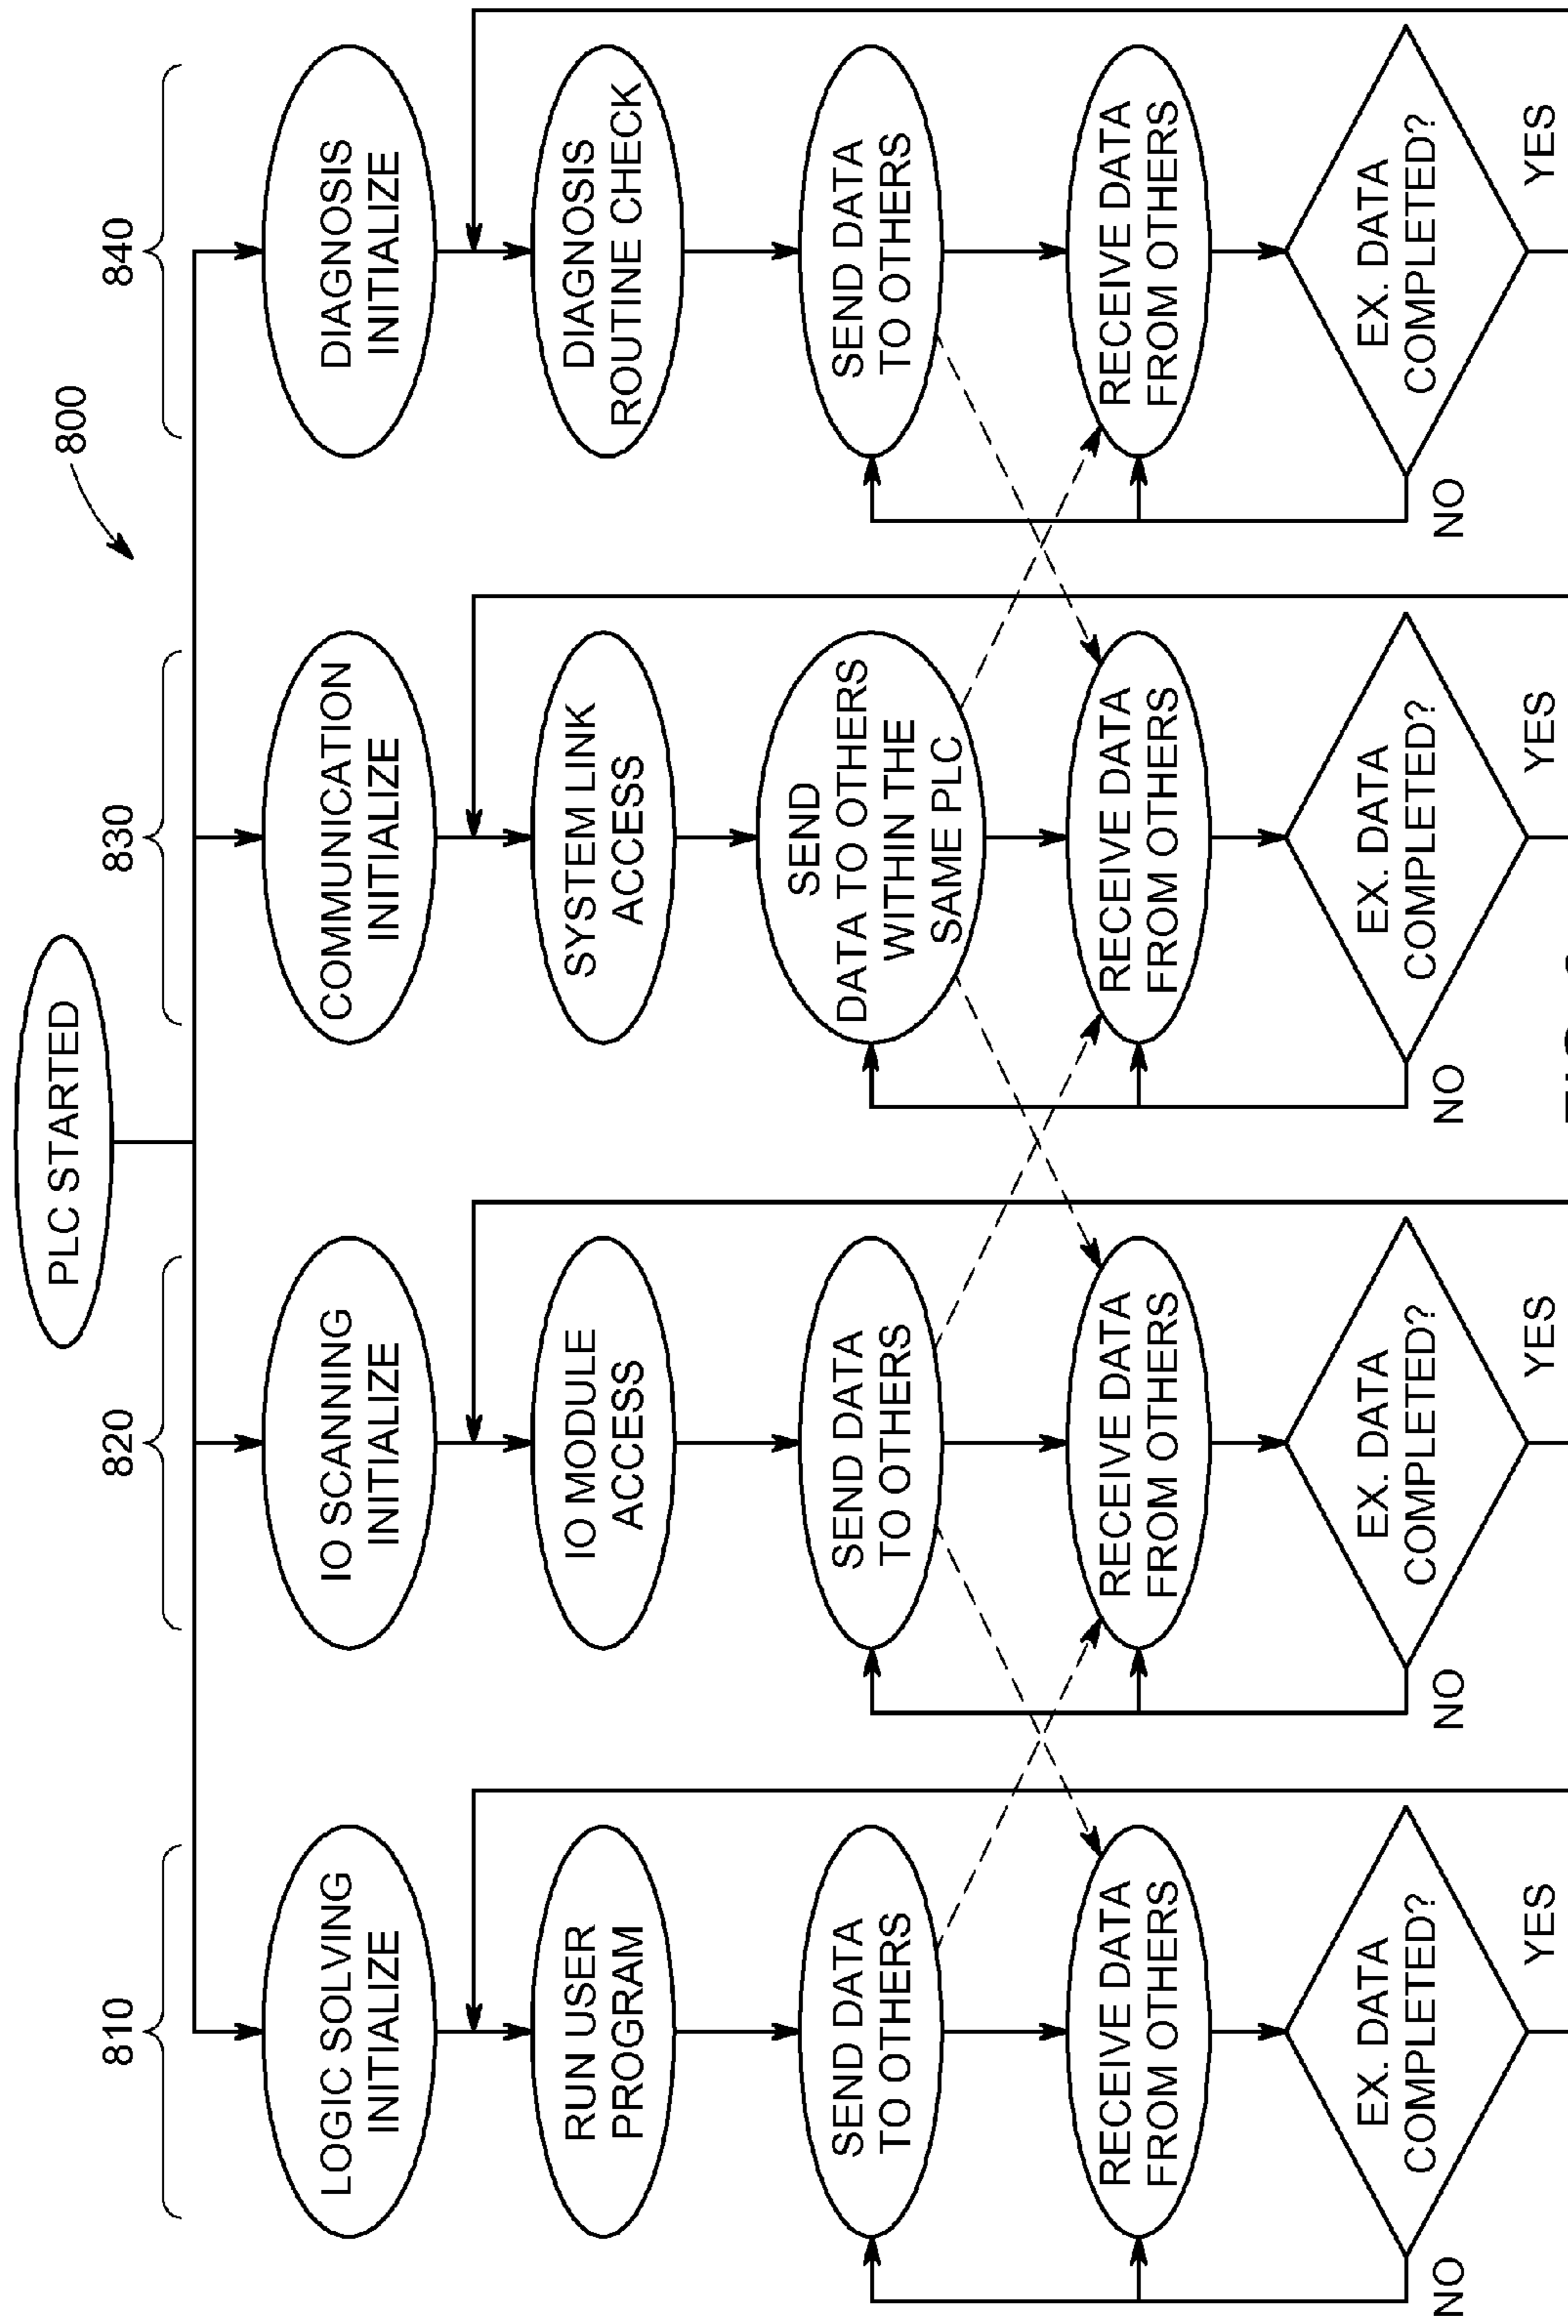 PLC STARTED
800
810
820
830
840
LOGIC SOLVING
INITIALIZE
IO SCANNING
INITIALIZE
COMMUNICATION
INITIALIZE
DIAGNOSIS
INITIALIZE
RUN USER
PROGRAM
IO MODULE
ACCESS
SYSTEM LINK
ACCESS
DIAGNOSIS
ROUTINE CHECK
SEND DATA
TO OTHERS
SEND DATA
TO OTHERS
SEND
DATA TO OTHERS
WITHIN THE
SAME PLC
SEND DATA
TO OTHERS
RECEIVE DATA
FROM OTHERS
RECEIVE DATA
FROM OTHERS
RECEIVE DATA
FROM OTHERS
RECEIVE DATA
FROM OTHERS
EX. DATA
COMPLETED?
EX. DATA
COMPLETED?
EX. DATA
COMPLETED?
EX. DATA
COMPLETED?
NO
YES
NO
YES
NO
YES
NO
YES